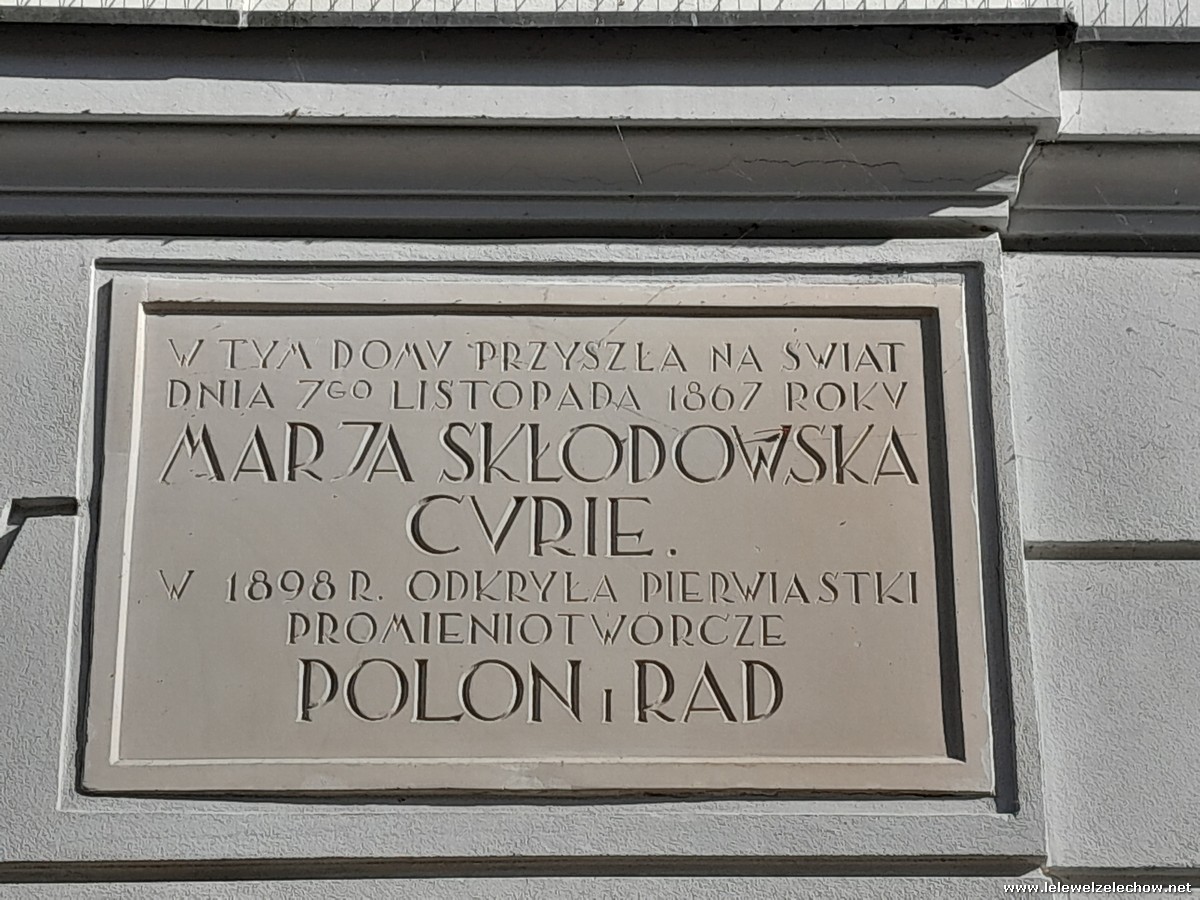 W TYM DOMV PRZYSZŁA NA ŚWIAT
DNIA 7GO LISTOPADA 1867 ROKV
MARJA SKŁODOWSKA
CVRIE.
W 1898 R. ODKRYŁA PIERWIASTKI
PROMIENIOTWÓRCZE
POLON I RAD
www.lelewelzelechow.net